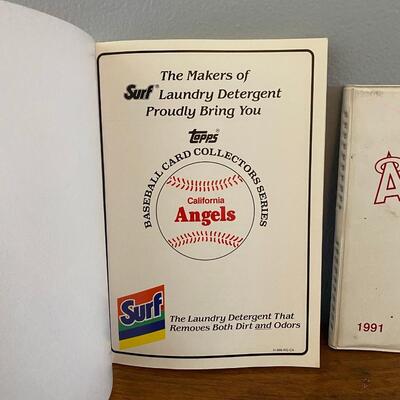 The Makers of
Surf® Laundry Detergent
Proudly Bring You
Topps
BASEBALL CARD COLLECTORS SERIES
California
Angels
Surf
The Laundry Detergent That
Removes Both Dirt and Odors
A
1991